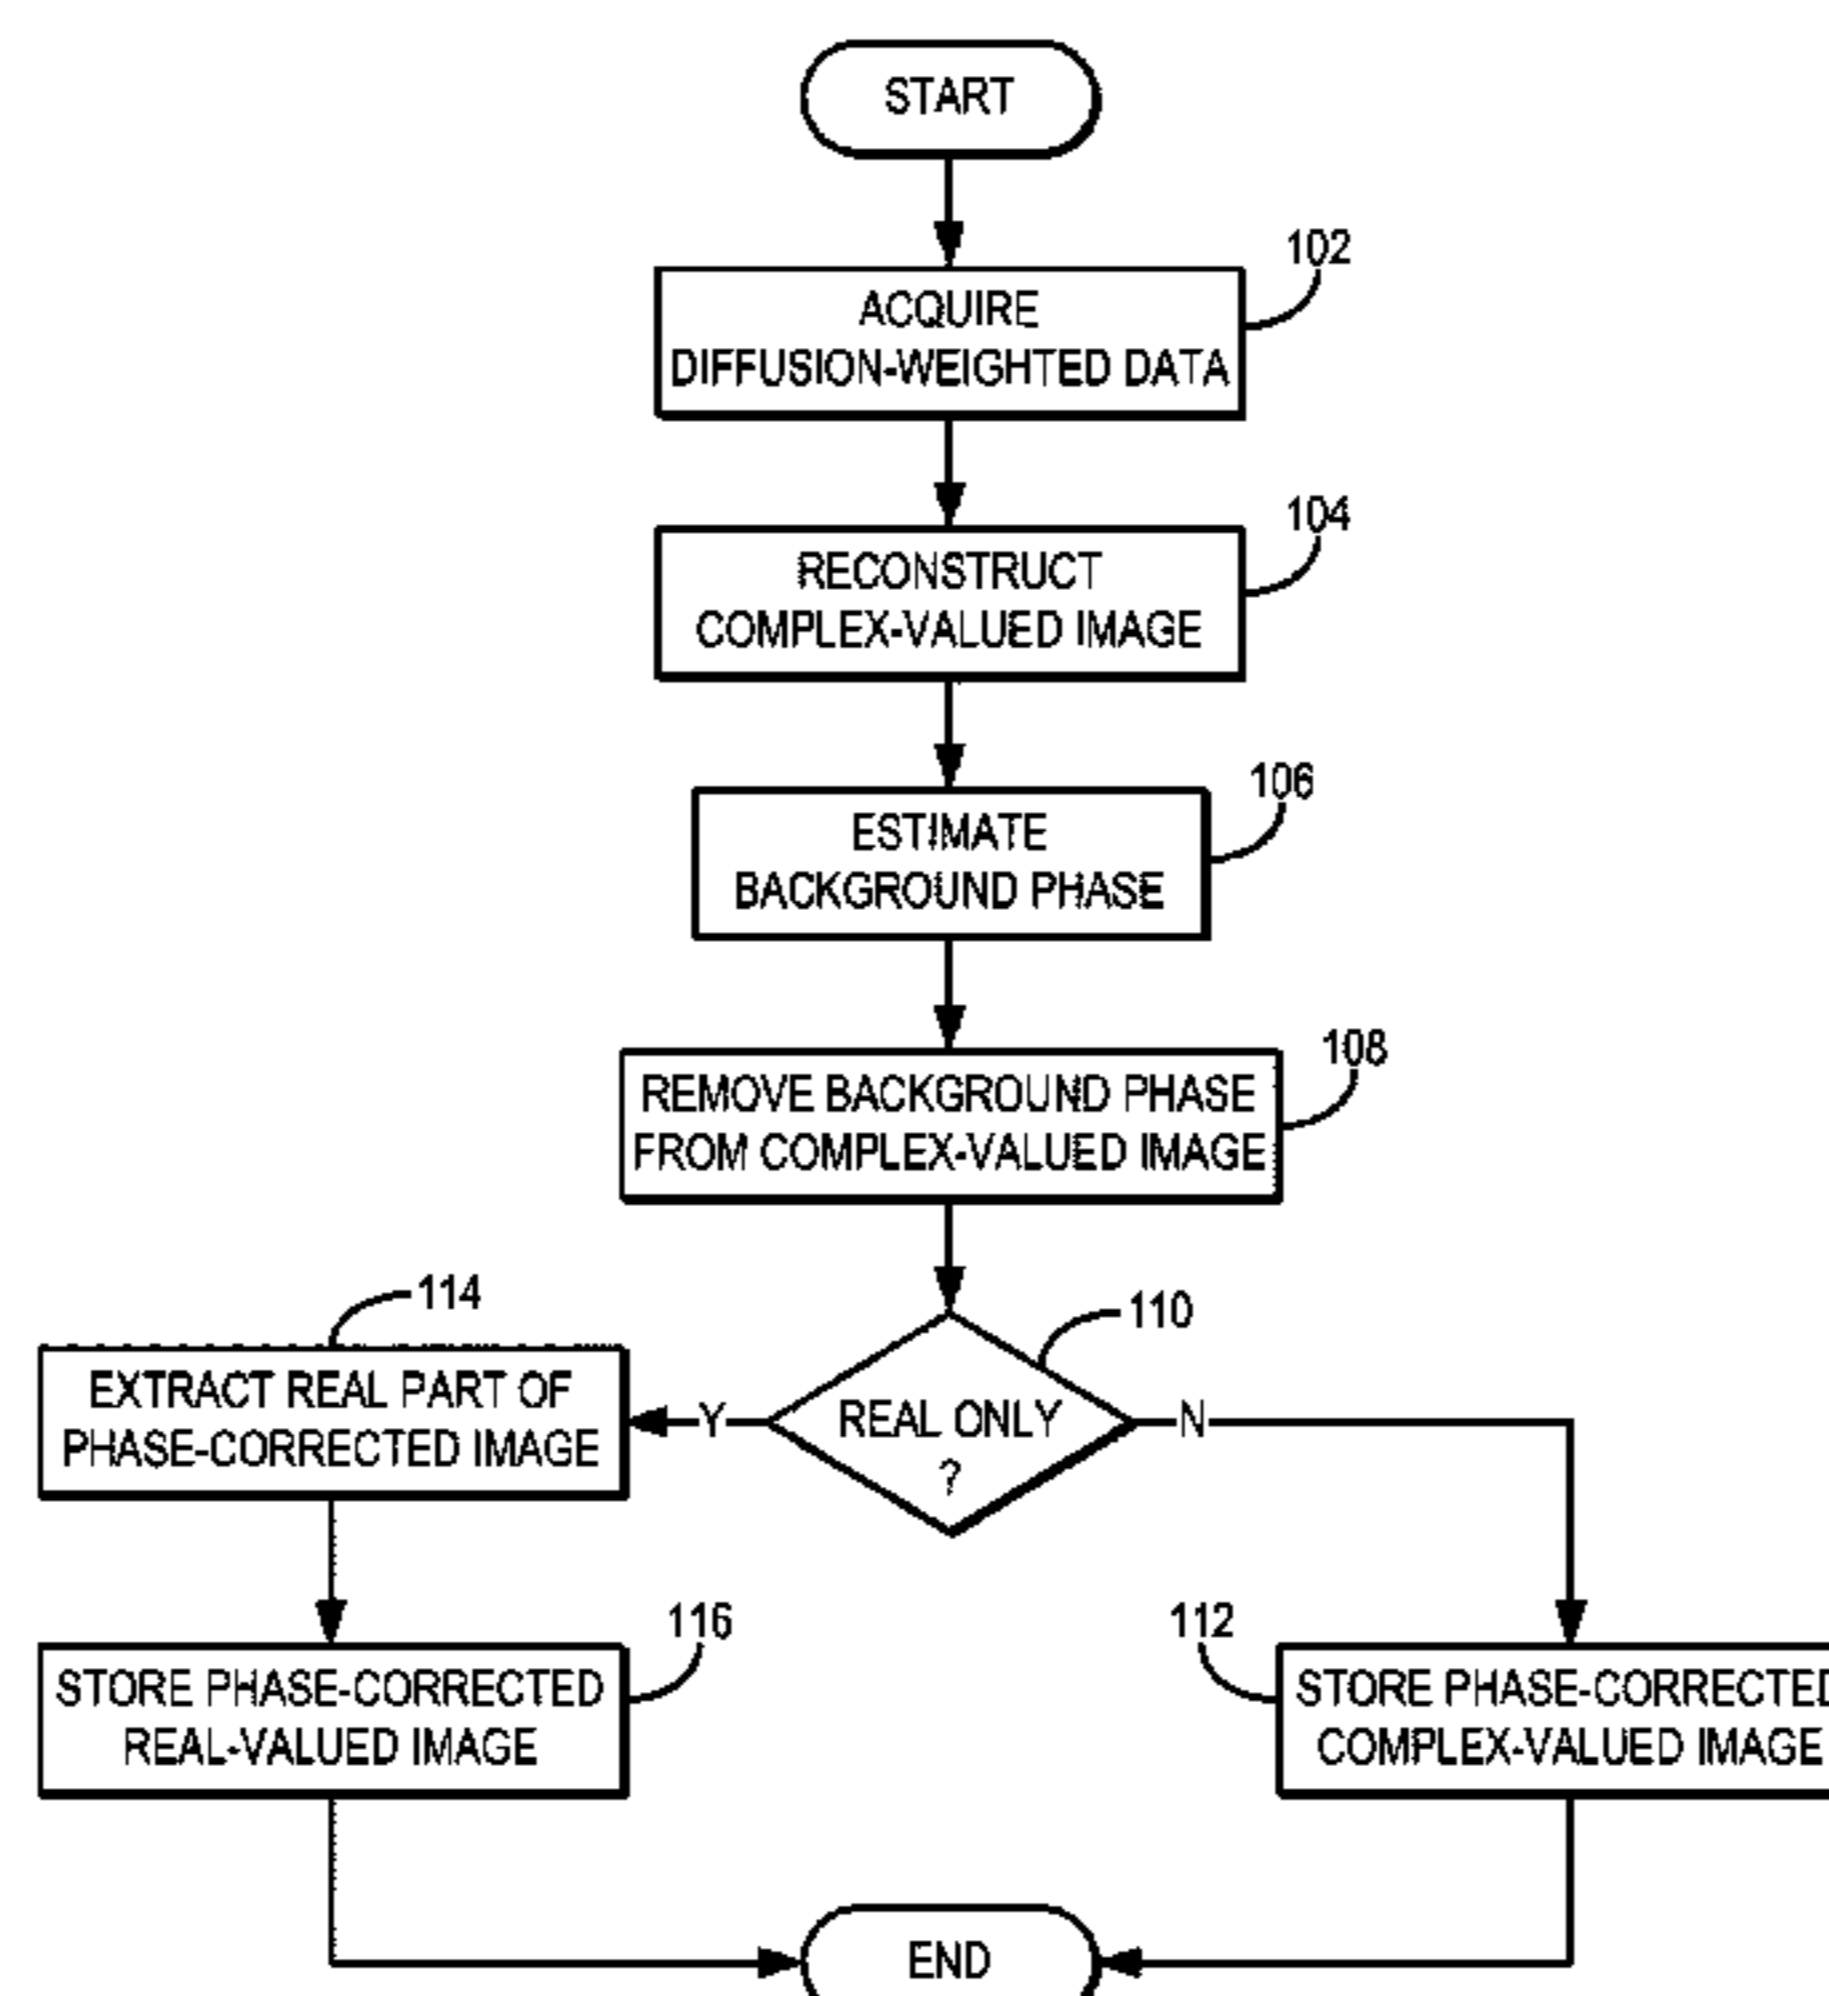 START
102
ACQUIRE
DIFFUSION-WEIGHTED DATA
104
RECONSTRUCT
COMPLEX-VALUED IMAGE
106
ESTIMATE
BACKGROUND PHASE
108
REMOVE BACKGROUND PHASE
FROM COMPLEX-VALUED IMAGE
114
110
EXTRACT REAL PART OF
PHASE-CORRECTED IMAGE
Y
REAL ONLY
?
N
116
112
STORE PHASE-CORRECTED
REAL-VALUED IMAGE
STORE PHASE-CORRECTED
COMPLEX-VALUED IMAGE
END